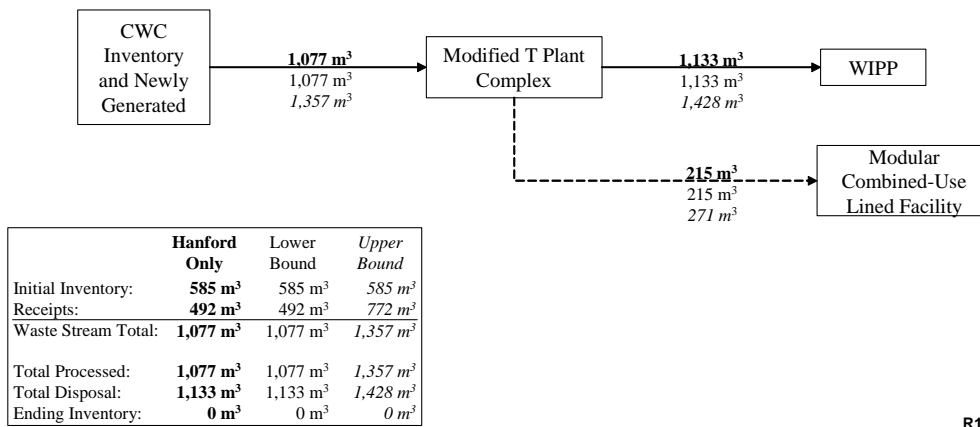 CWC
Inventory
and Newly
Generated
1,077 m³
1,077 m³
1,357 m³
Modified T Plant
Complex
1,133 m³
1,133 m³
1,428 m³
WIPP
215 m³
215 m³
271 m³
Modular
Combined-Use
Lined Facility
Hanford Only Lower Bound Upper Bound
Initial Inventory: 585 m³ 585 m³ 585 m³
Receipts: 492 m³ 492 m³ 772 m³
Waste Stream Total: 1,077 m³ 1,077 m³ 1,357 m³
Total Processed: 1,077 m³ 1,077 m³ 1,357 m³
Total Disposal: 1,133 m³ 1,133 m³ 1,428 m³
Ending Inventory: 0 m³ 0 m³ 0 m³